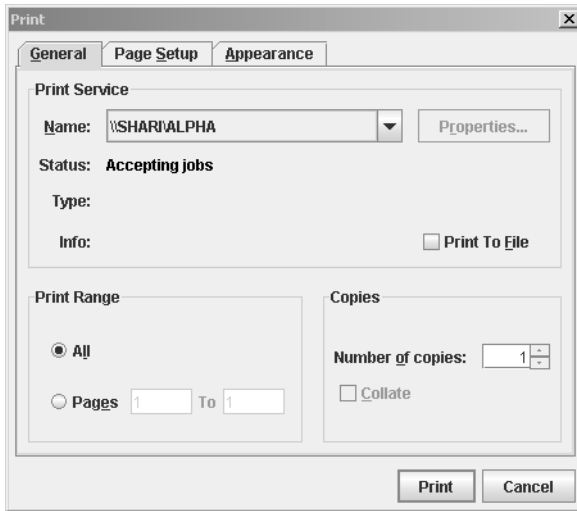 Print
General Page Setup Appearance
Print Service
Name: \\SHARI\ALPHA Properties...
Status: Accepting jobs
Type:
Info: Print To File
Print Range
All
Pages 1 To 1
Copies
Number of copies: 1
Collate
Print Cancel